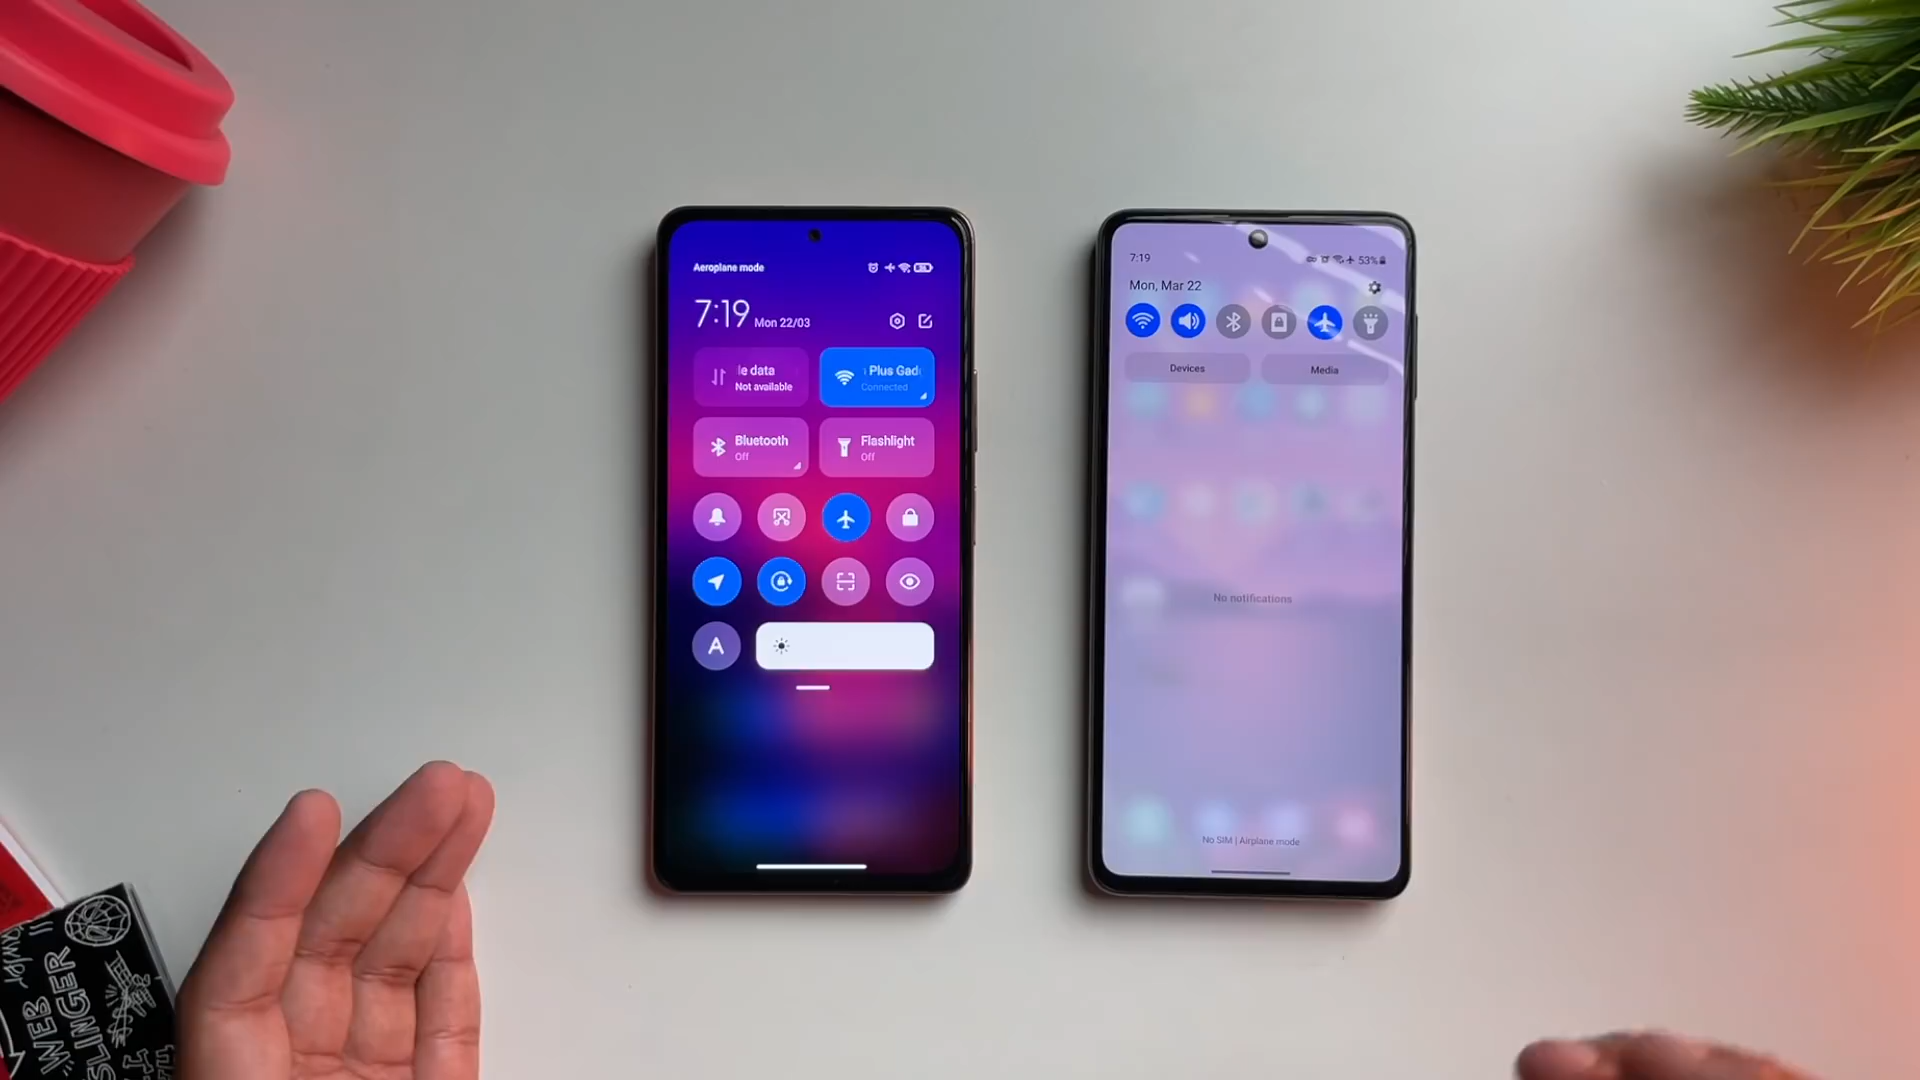 Aeroplane mode
7:19 Mon 22/03
le data
Not available
Plus Gad
Connected
Bluetooth
Off
Flashlight
Off
A
7:19
53%
Mon, Mar 22
Devices
Media
No notifications
No SIM | Airplane mode
WEB
SLINGER